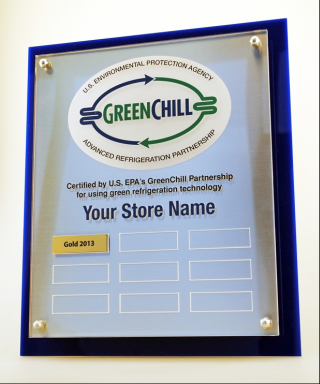 U.S. ENVIRONMENTAL PROTECTION AGENCY
GREENCHILL
ADVANCED REFRIGERATION PARTNERSHIP
Certified by U.S. EPA's GreenChill Partnership
for using green refrigeration technology
Your Store Name
Gold 2013